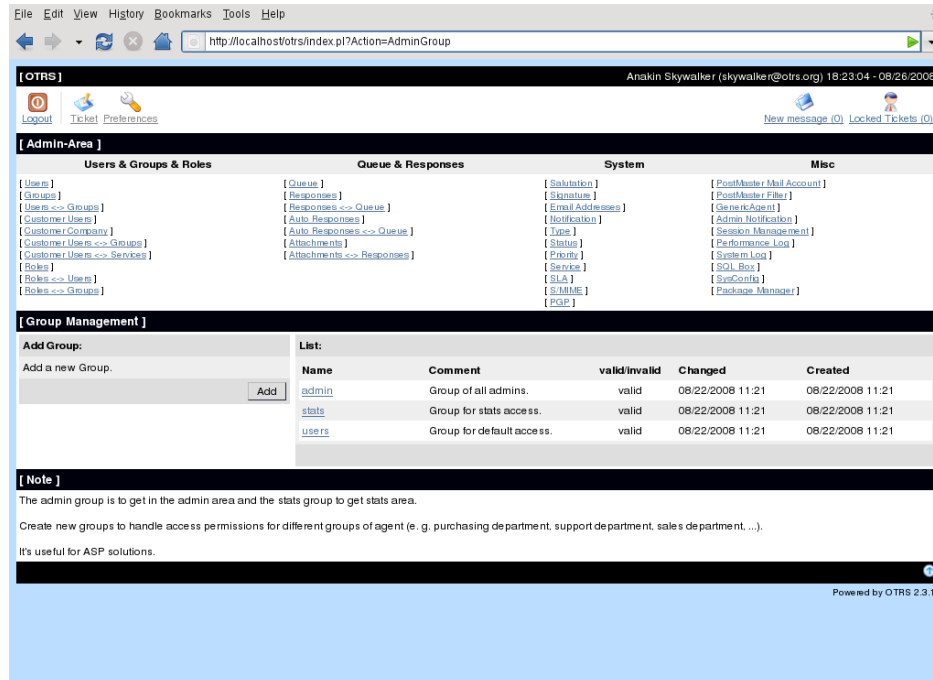 File Edit View History Bookmarks Tools Help
http://localhost/otrs/index.pl?Action=AdminGroup
[ OTRS ] Anakin Skywalker (skywalker@otrs.org) 18:23:04 - 08/26/2008
Logout Ticket Preferences New message (0) Locked Tickets (0)
[ Admin-Area ]
Users & Groups & Roles Queue & Responses System Misc
[ Users ] [ Queue ] [ Salutation ] [ PostMaster Mail Account ]
[ Groups ] [ Responses ] [ Signature ] [ PostMaster Filter ]
[ Users <-> Groups ] [ Responses <-> Queue ] [ Email Addresses ] [ GenericAgent ]
[ Customer Users ] [ Auto Responses ] [ Notification ] [ Admin Notification ]
[ Customer Company ] [ Auto Responses <-> Queue ] [ Type ] [ Session Management ]
[ Customer Users <-> Groups ] [ Attachments ] [ Status ] [ Performance Log ]
[ Customer Users <-> Services ] [ Attachments <-> Responses ] [ Priority ] [ System Log ]
[ Roles ] [ Service ] [ SQL Box ]
[ Roles <-> Users ] [ SLA ] [ SysConfig ]
[ Roles <-> Groups ] [ S/MIME ] [ Package Manager ]
[ PGP ]
[ Group Management ]
Add Group: List:
Add a new Group. Name Comment valid/invalid Changed Created
Add admin Group of all admins. valid 08/22/2008 11:21 08/22/2008 11:21
stats Group for stats access. valid 08/22/2008 11:21 08/22/2008 11:21
users Group for default access. valid 08/22/2008 11:21 08/22/2008 11:21
[ Note ]
The admin group is to get in the admin area and the stats group to get stats area.
Create new groups to handle access permissions for different groups of agent (e. g. purchasing department, support department, sales department, ...).
It's useful for ASP solutions.
Powered by OTRS 2.3.1